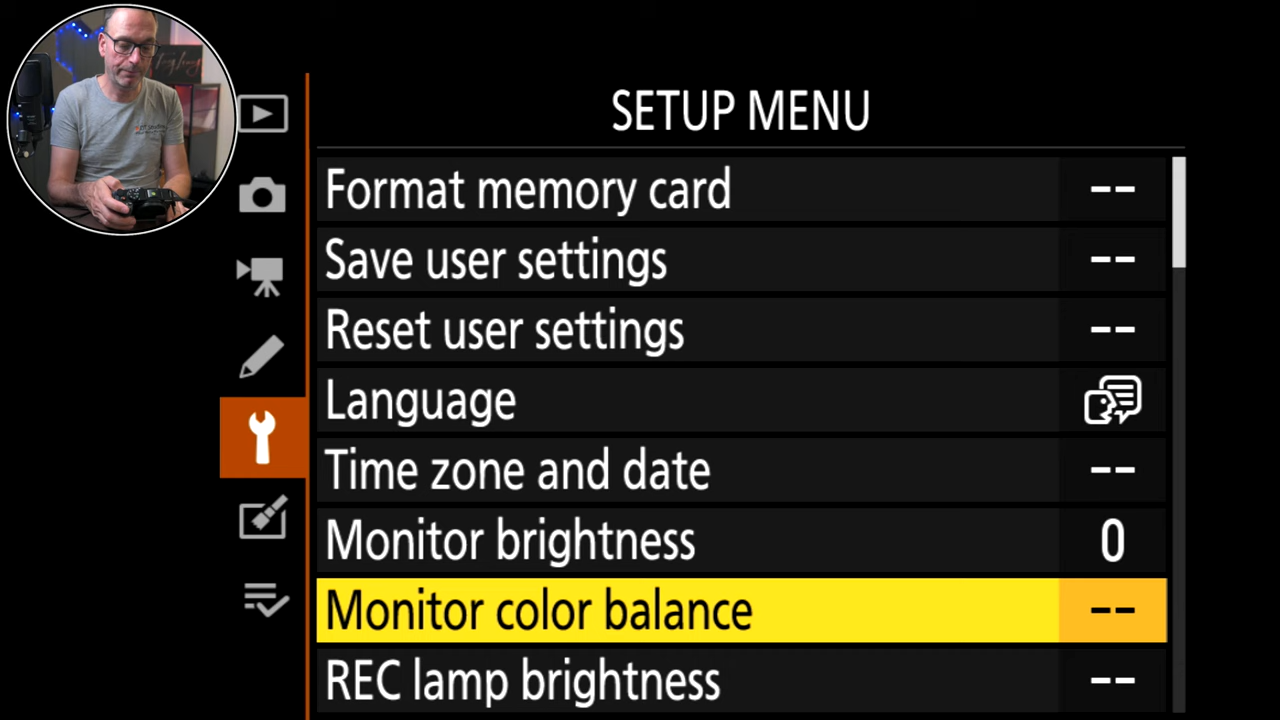 SETUP MENU
Format memory card --
Save user settings --
Reset user settings --
Language
Time zone and date --
Monitor brightness 0
Monitor color balance --
REC lamp brightness --